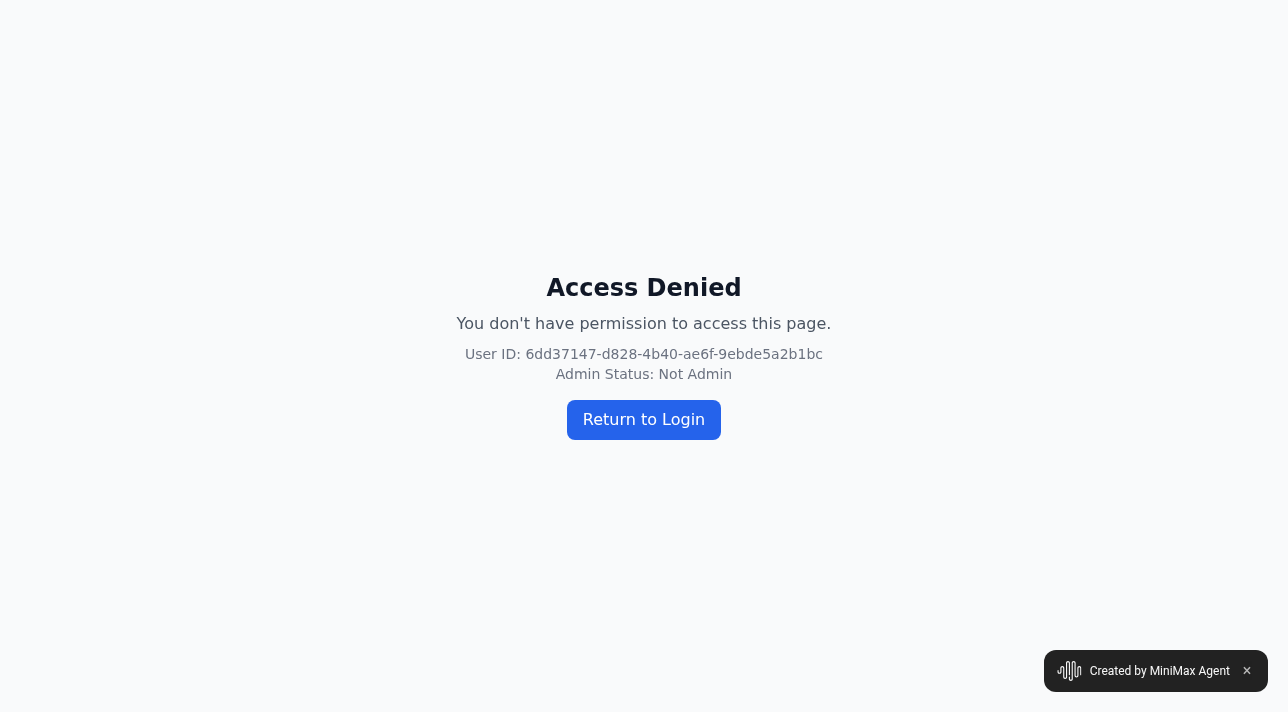 Access Denied
You don't have permission to access this page.
User ID: 6dd37147-d828-4b40-ae6f-9ebde5a2b1bc
Admin Status: Not Admin
Return to Login
Created by MiniMax Agent ×